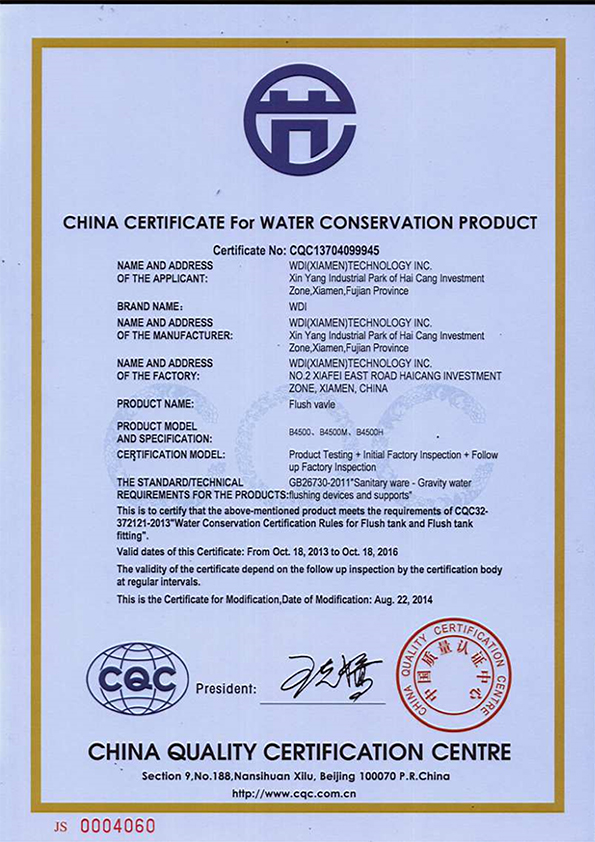 CHINA CERTIFICATE For WATER CONSERVATION PRODUCT
Certificate No: CQC13704099945
NAME AND ADDRESS
OF THE APPLICANT:
WDI(XIAMEN)TECHNOLOGY INC.
Xin Yang Industrial Park of Hai Cang Investment
Zone,Xiamen,Fujian Province
BRAND NAME:
WDI
NAME AND ADDRESS
OF THE MANUFACTURER:
WDI(XIAMEN)TECHNOLOGY INC.
Xin Yang Industrial Park of Hai Cang Investment
Zone,Xiamen,Fujian Province
NAME AND ADDRESS
OF THE FACTORY:
WDI(XIAMEN)TECHNOLOGY INC.
NO.2 XIAFEI EAST ROAD HAICANG INVESTMENT
ZONE, XIAMEN, CHINA
PRODUCT NAME:
Flush vavle
PRODUCT MODEL
AND SPECIFICATION:
B4500、B4500M、B4500H
CERTIFICATION MODEL:
Product Testing + Initial Factory Inspection + Follow
up Factory Inspection
THE STANDARD/TECHNICAL
REQUIREMENTS FOR THE PRODUCTS:
GB26730-2011"Sanitary ware - Gravity water
flushing devices and supports"
This is to certify that the above-mentioned product meets the requirements of CQC32-
372121-2013"Water Conservation Certification Rules for Flush tank and Flush tank
fitting".
Valid dates of this Certificate: From Oct. 18, 2013 to Oct. 18, 2016
The validity of the certificate depend on the follow up inspection by the certification body
at regular intervals.
This is the Certificate for Modification,Date of Modification: Aug. 22, 2014
CQC
President:
CHINA QUALITY CERTIFICATION CENTRE
中国质量认证中心
CHINA QUALITY CERTIFICATION CENTRE
Section 9,No.188,Nansihuan Xilu, Beijing 100070 P.R.China
http://www.cqc.com.cn
JS 0004060